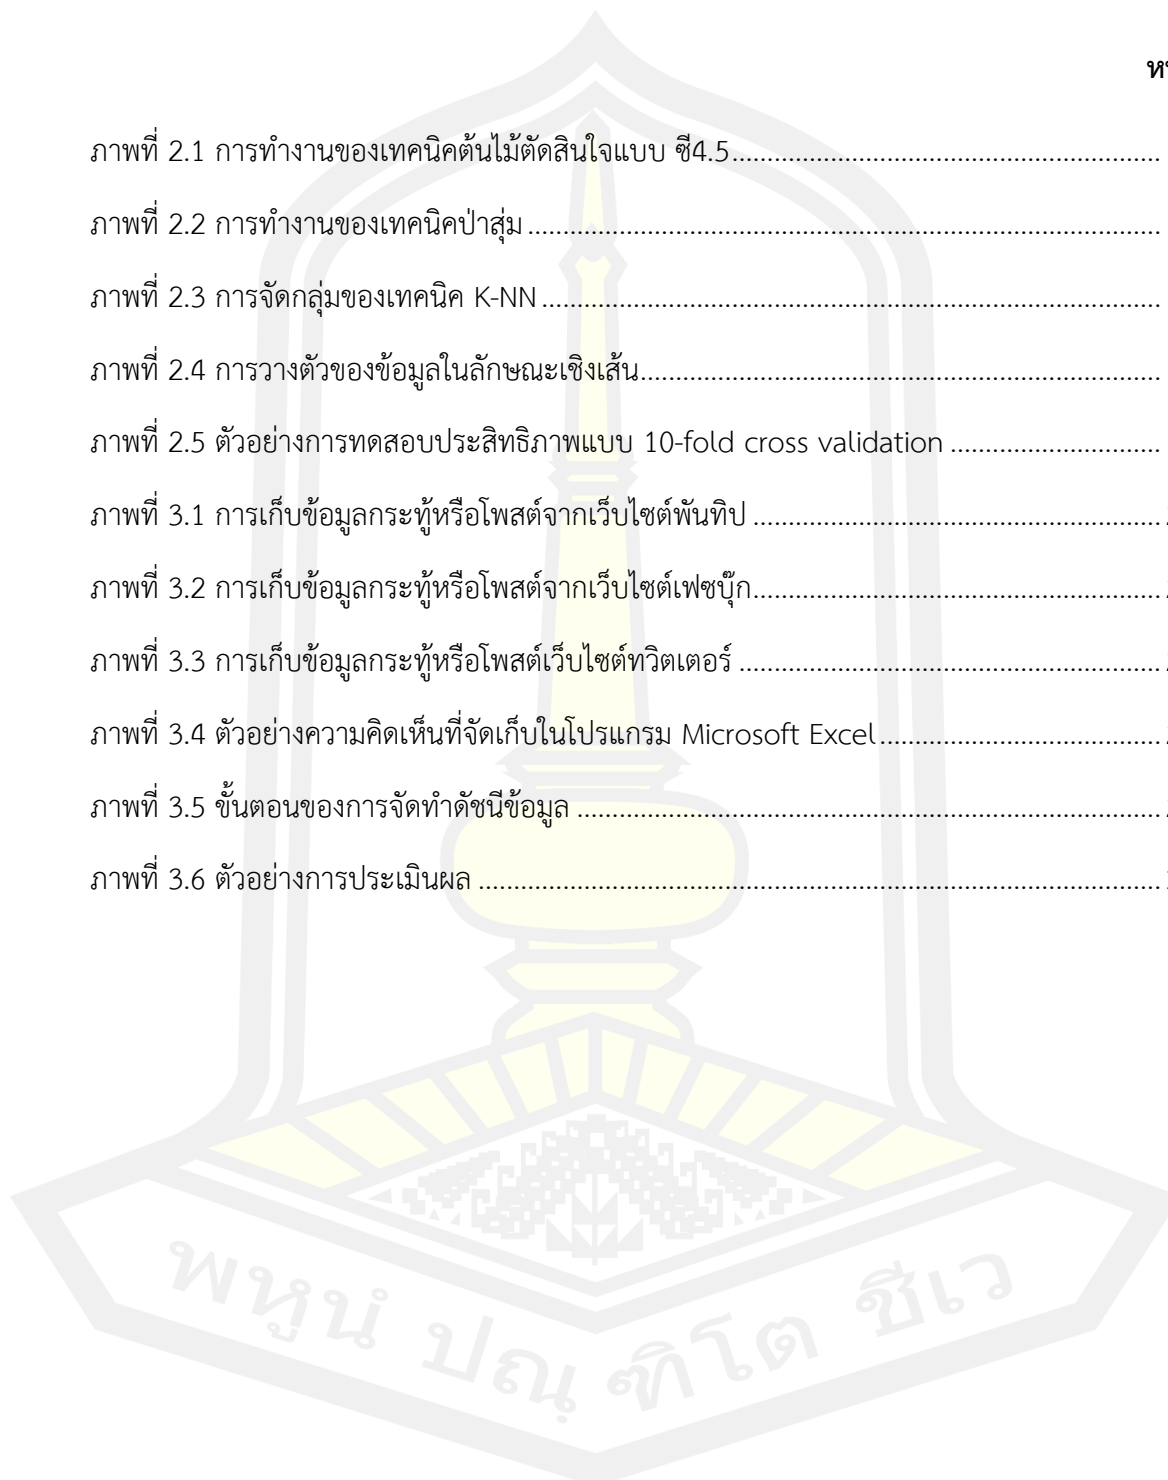 ภาพที่ 2.1 การทำงานของเทคนิคต้นไม้ตัดสินใจแบบ ซี4.5
ภาพที่ 2.2 การทำงานของเทคนิคป่าสุ่ม
ภาพที่ 2.3 การจัดกลุ่มของเทคนิค K-NN
ภาพที่ 2.4 การวางตัวของข้อมูลในลักษณะเชิงเส้น
ภาพที่ 2.5 ตัวอย่างการทดสอบประสิทธิภาพแบบ 10-fold cross validation
ภาพที่ 3.1 การเก็บข้อมูลกระทู้หรือโพสต์จากเว็บไซต์พันทิป
ภาพที่ 3.2 การเก็บข้อมูลกระทู้หรือโพสต์จากเว็บไซต์เฟซบุ๊ก
ภาพที่ 3.3 การเก็บข้อมูลกระทู้หรือโพสต์เว็บไซต์ทวิตเตอร์
ภาพที่ 3.4 ตัวอย่างความคิดเห็นที่จัดเก็บในโปรแกรม Microsoft Excel
ภาพที่ 3.5 ขั้นตอนของการจัดทำดัชนีข้อมูล
ภาพที่ 3.6 ตัวอย่างการประเมินผล
พหูนํ ปณฺฑิโต ชีเว